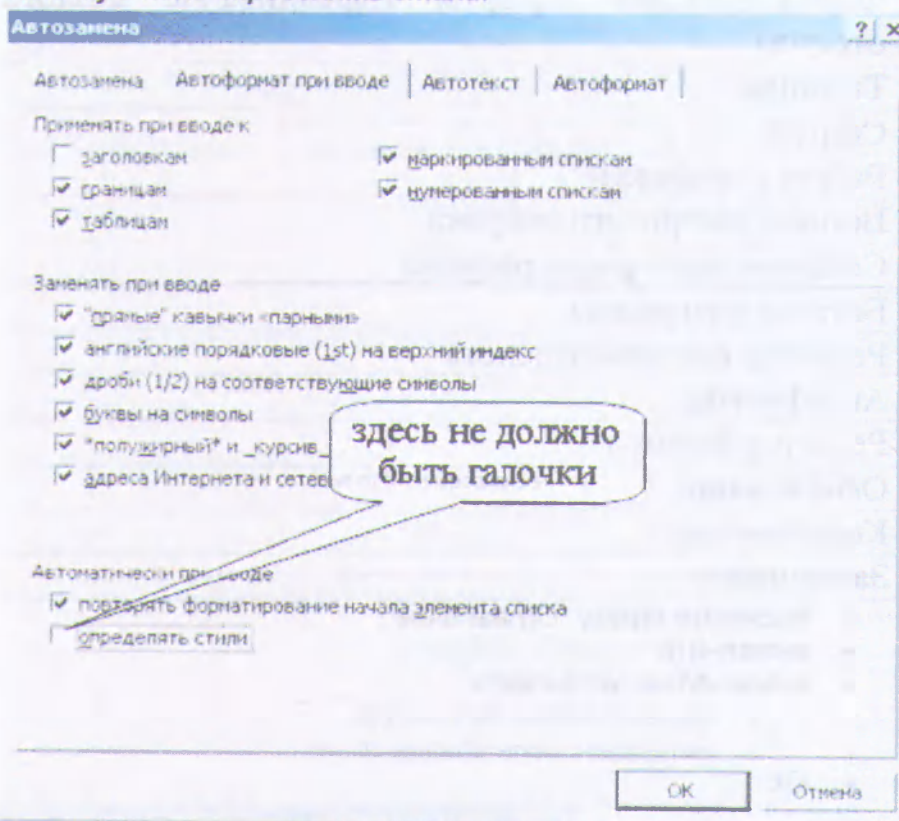 Автозамена
Автозамена Автоформат при вводе Автотекст Автоформат
Применять при вводе к
заголовкам маркированным спискам
границам нумерованным спискам
таблицам
Заменять при вводе
"прямые" кавычки «парными»
английские порядковые (1st) на верхний индекс
дроби (1/2) на соответствующие символы
буквы на символы
*полужирный* и _курсив_
адреса Интернета и сетев
здесь не должно
быть галочки
Автоматически при вводе
повторять форматирование начала элемента списка
определять стили
OK Отмена